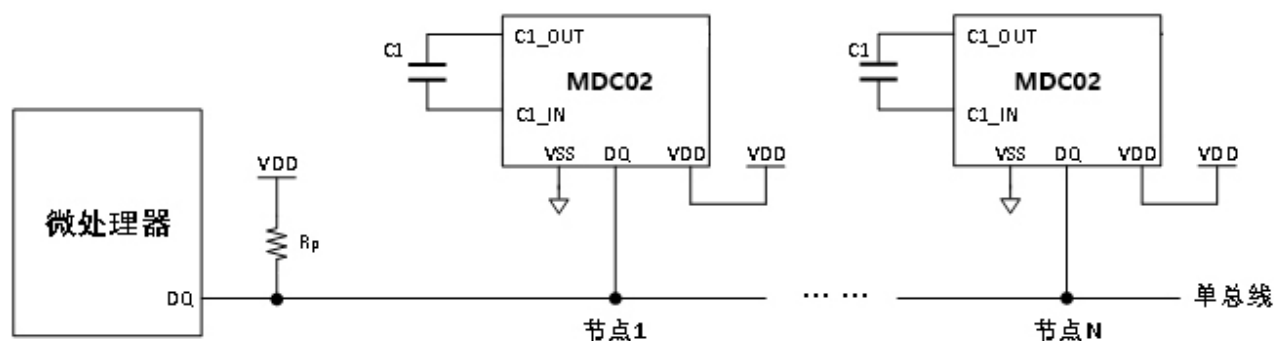 C1_OUT
C1
MDC02
C1_IN
VSS DQ VDD VDD
C1_OUT
C1
MDC02
C1_IN
VSS DQ VDD VDD
微处理器
VDD
Rp
DQ
… …
单总线
节点1
节点N